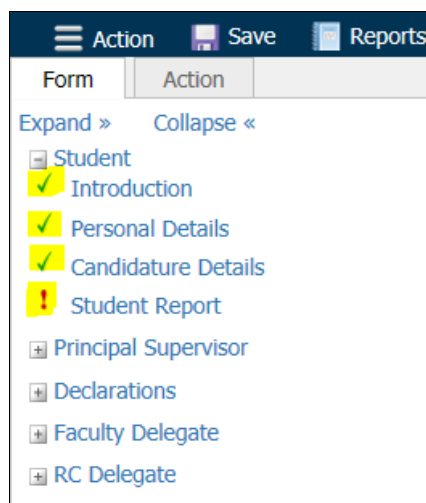 Action Save Reports
Form Action
Expand » Collapse «
Student
Introduction
Personal Details
Candidature Details
Student Report
Principal Supervisor
Declarations
Faculty Delegate
RC Delegate